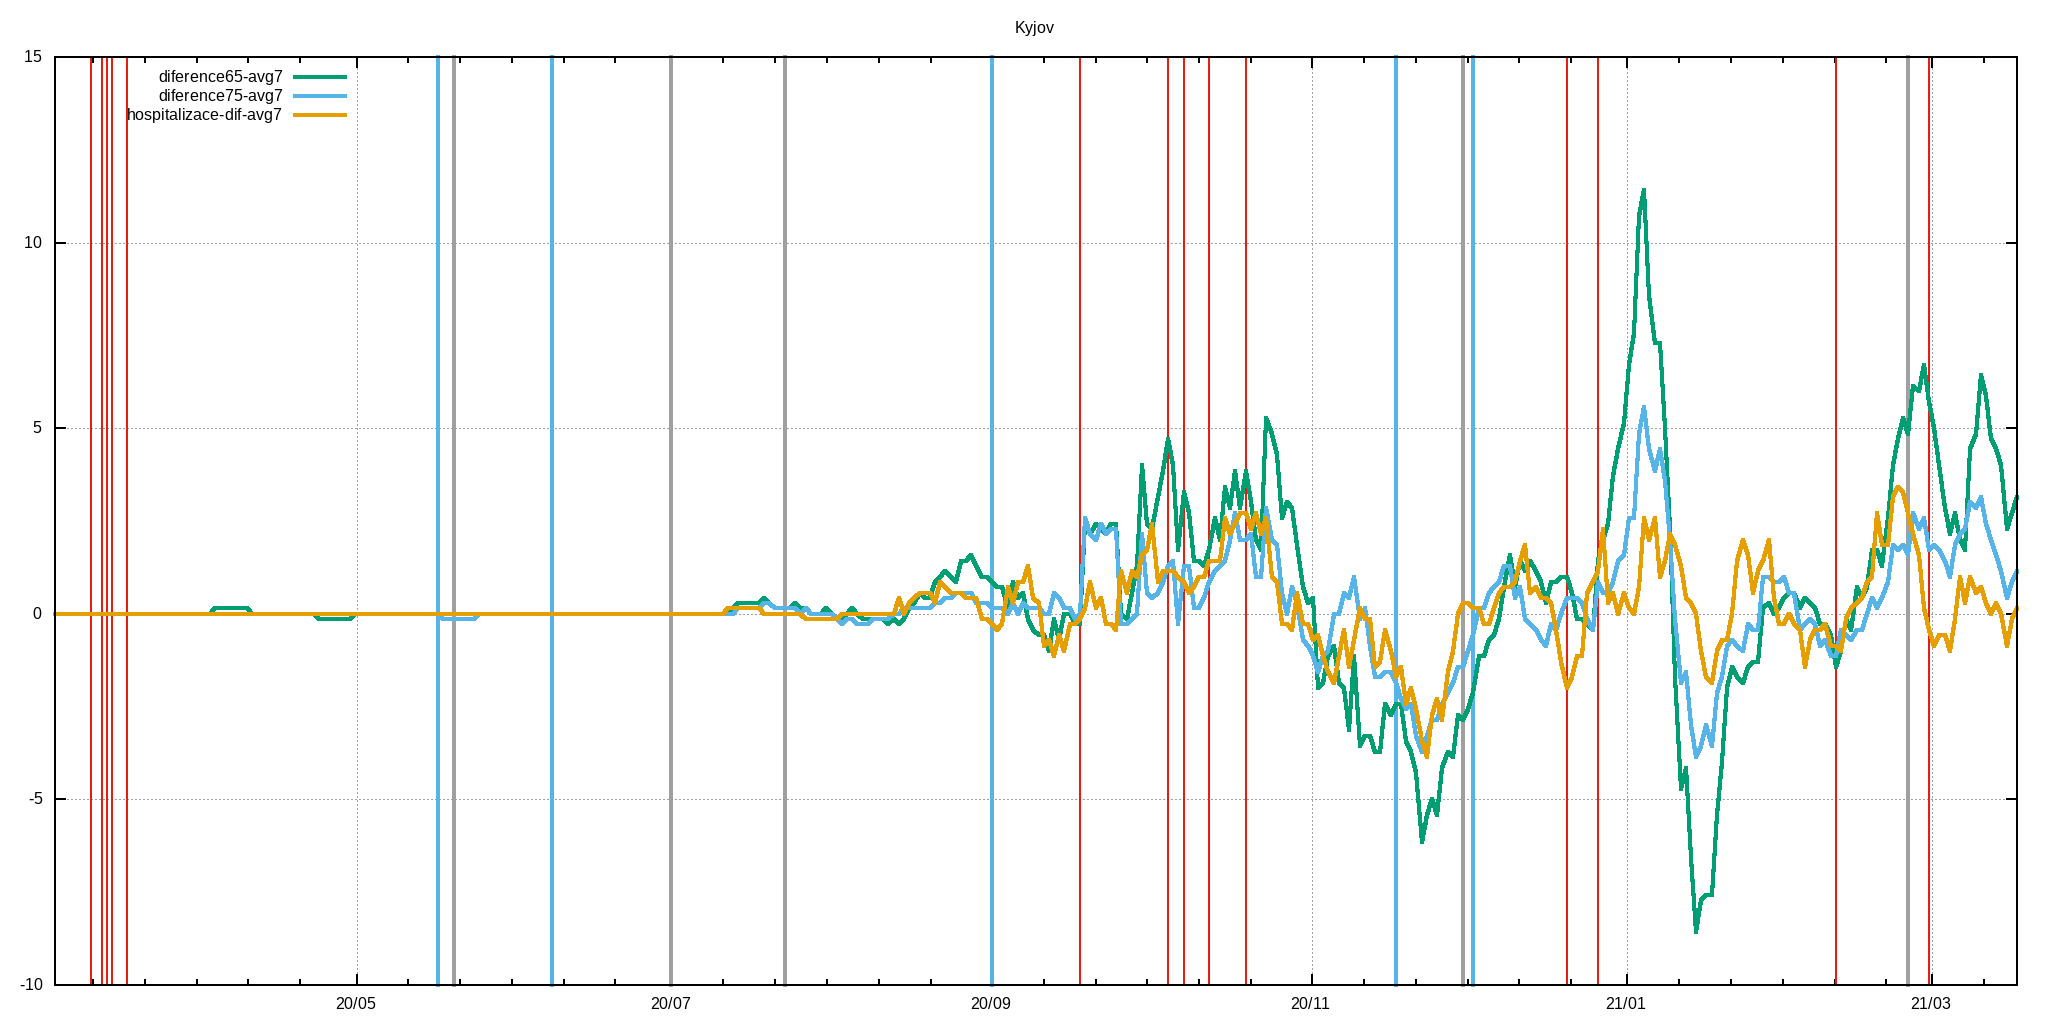 Kyjov
15
diference65-avg7
diference75-avg7
hospitalizace-dif-avg7
10
5
0
-5
-10
20/05 20/07 20/09 20/11 21/01 21/03